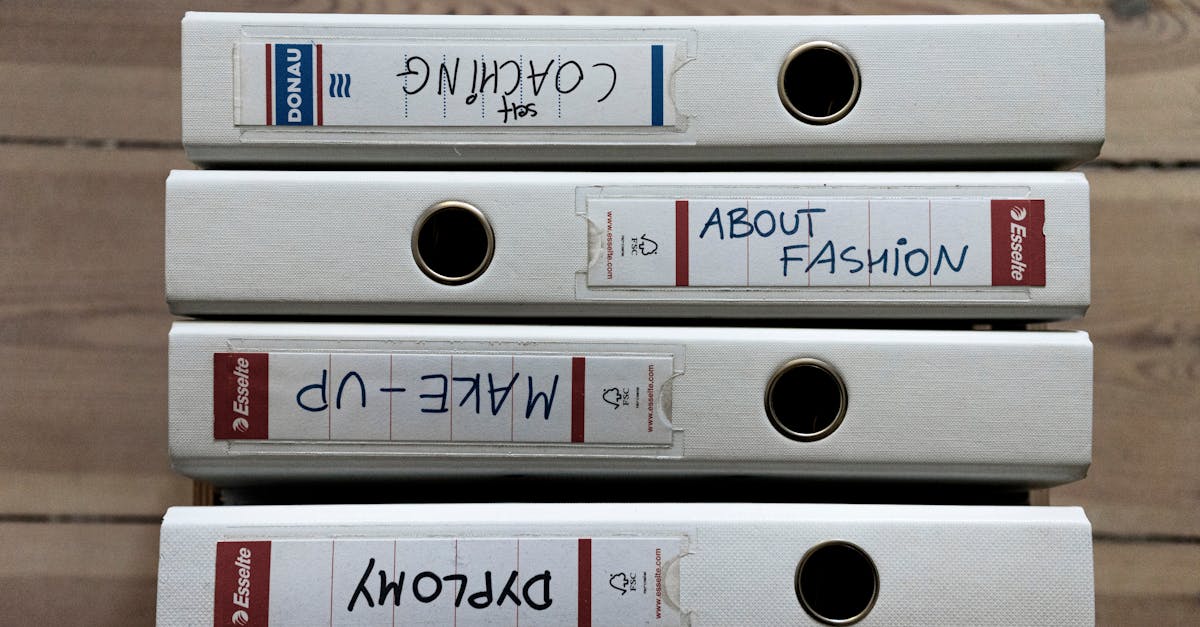 DONAU
self
COACHING
ABOUT
FASHION
www.esselte.com
FSC
Esselte
Esselte
MAKE-UP
FSC
www.esselte.com
Esselte
DYPLOMY
FSC
www.esselte.com